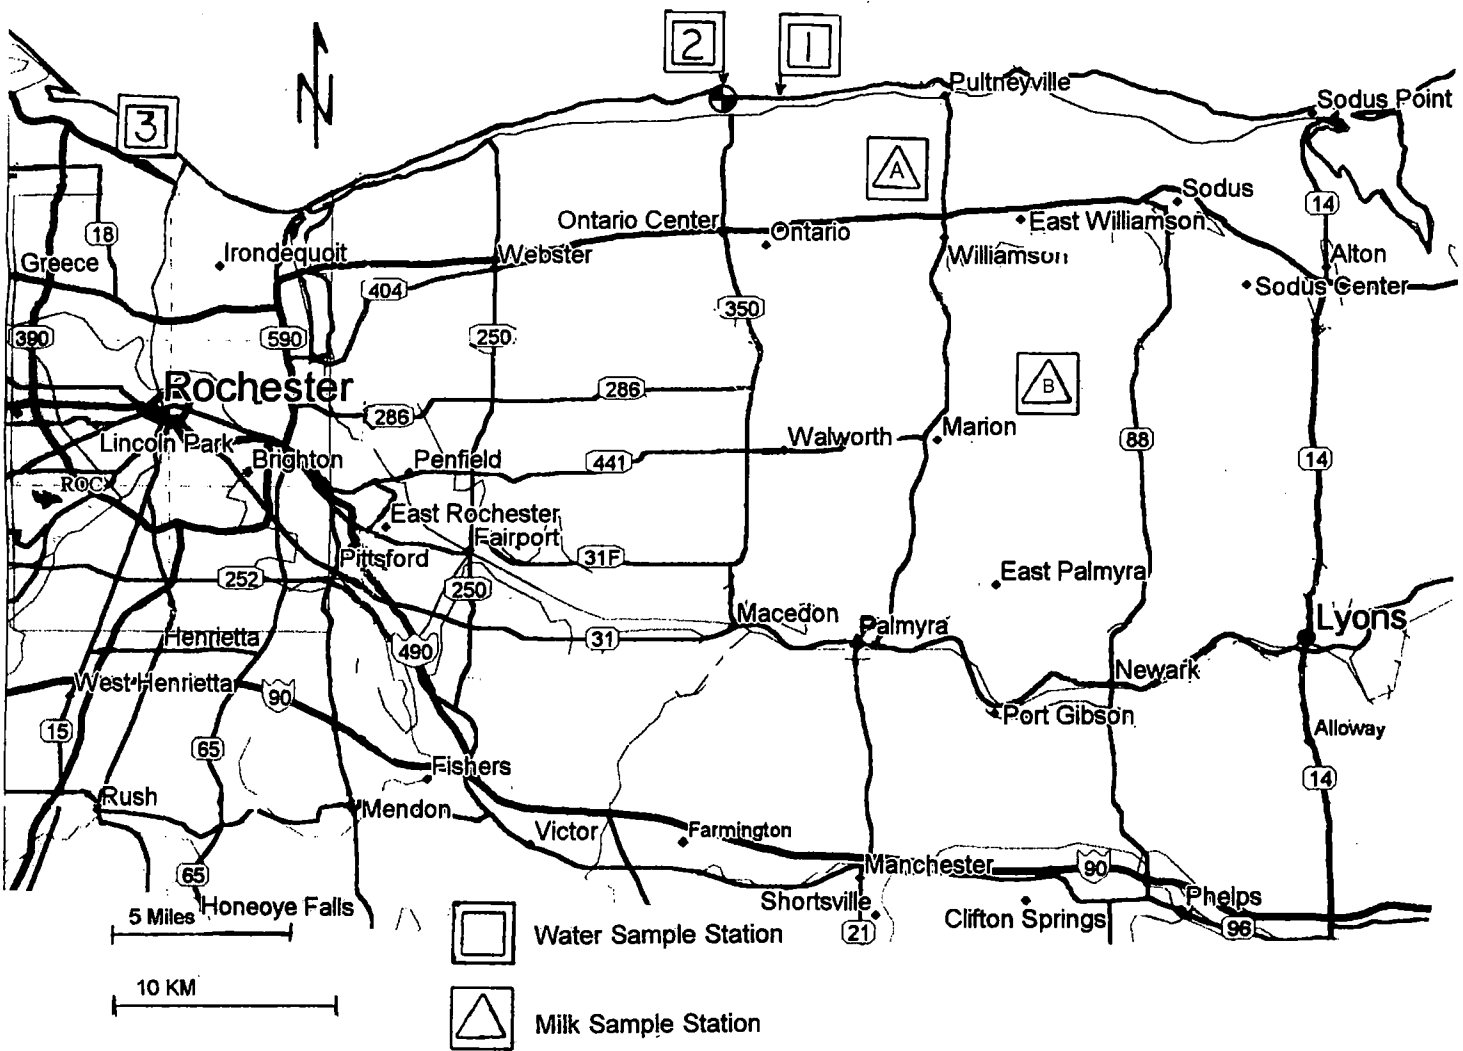 2
1
3
Pultneyville
Sodus Point
A
Sodus
14
Ontario Center
Ontario
East Williamson
18
Irondequoit
Webster
Williamson
Alton
Greece
404
Sodus Center
350
390
590
250
Rochester
286
286
B
Lincoln Park
Walworth
Marion
88
Brighton
Penfield
441
14
ROC
East Rochester
Fairport
Pittsford
31F
252
250
East Palmyra
Macedon
Palmyra
Lyons
Henrietta
31
490
West Henrietta
90
Newark
Port Gibson
15
65
Alloway
Fishers
14
Rush
Mendon
Victor
Farmington
Manchester
90
65
Shortsville
Phelps
5 Miles
Honeoye Falls
Clifton Springs
21
96
Water Sample Station
10 KM
Milk Sample Station